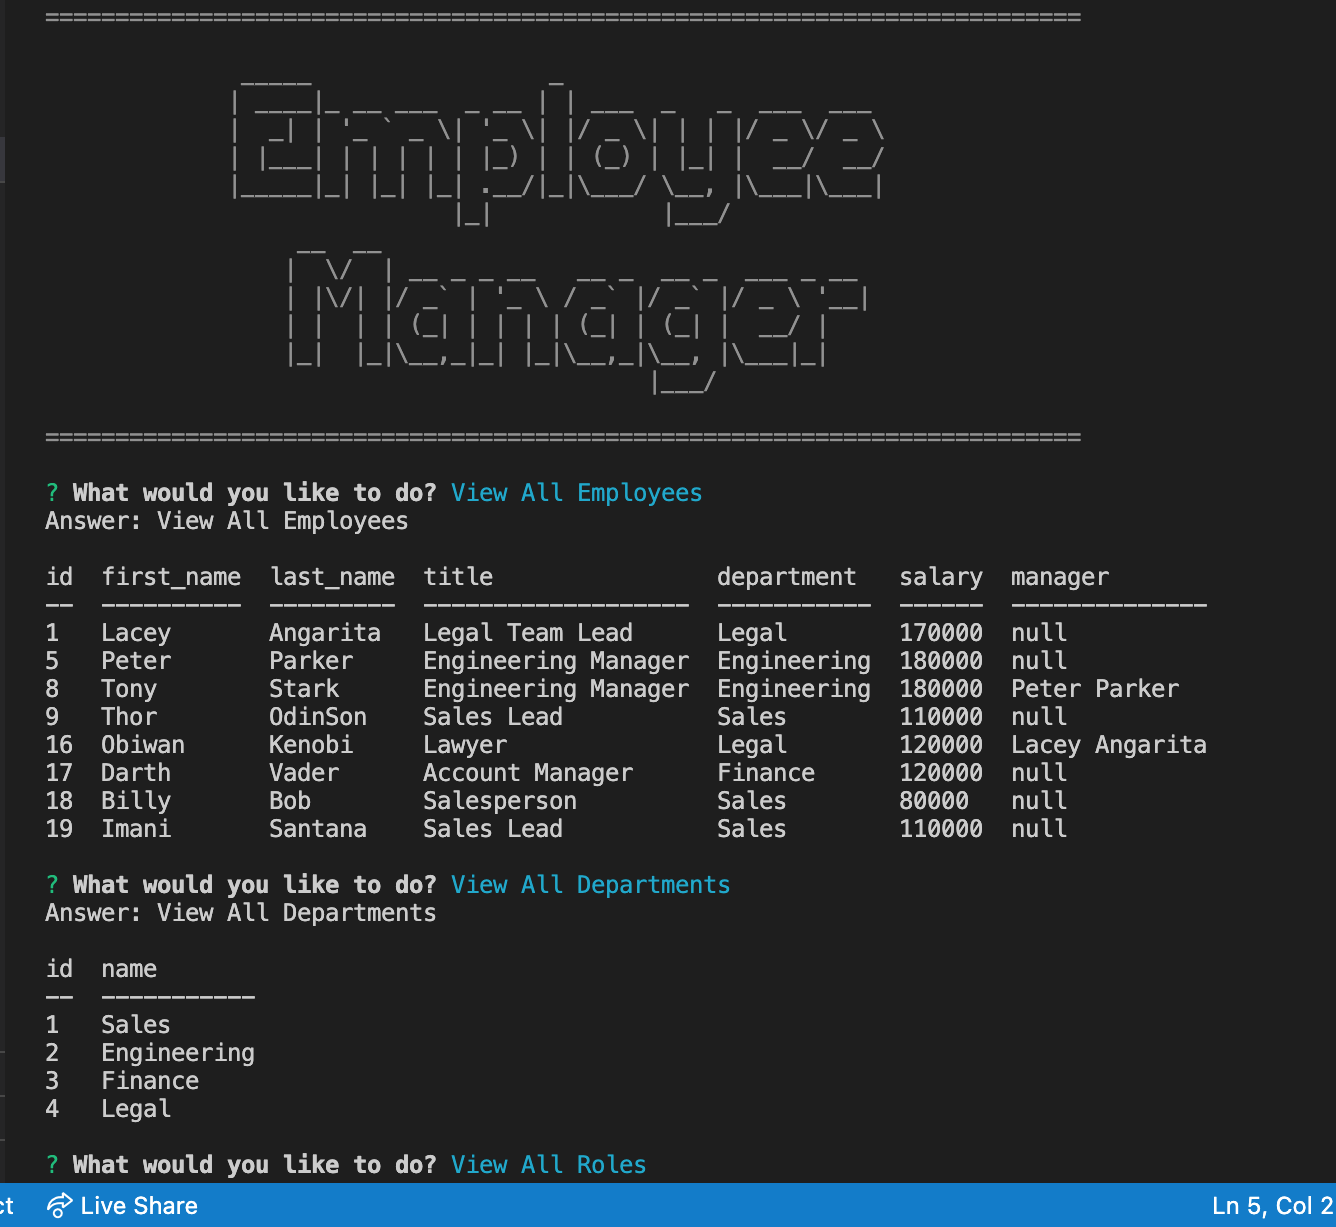 ========================================================================
Employee
Manager
========================================================================
? What would you like to do? View All Employees
Answer: View All Employees
id  first_name  last_name  title                department   salary  manager
--  ----------  ---------  -------------------  -----------  ------  --------------
1   Lacey       Angarita   Legal Team Lead      Legal        170000  null
5   Peter       Parker     Engineering Manager  Engineering  180000  null
8   Tony        Stark      Engineering Manager  Engineering  180000  Peter Parker
9   Thor        OdinSon    Sales Lead           Sales        110000  null
16  Obiwan      Kenobi     Lawyer               Legal        120000  Lacey Angarita
17  Darth       Vader      Account Manager      Finance      120000  null
18  Billy       Bob        Salesperson          Sales        80000   null
19  Imani       Santana    Sales Lead           Sales        110000  null
? What would you like to do? View All Departments
Answer: View All Departments
id  name
--  -----------
1   Sales
2   Engineering
3   Finance
4   Legal
? What would you like to do? View All Roles
ct Live Share Ln 5, Col 2